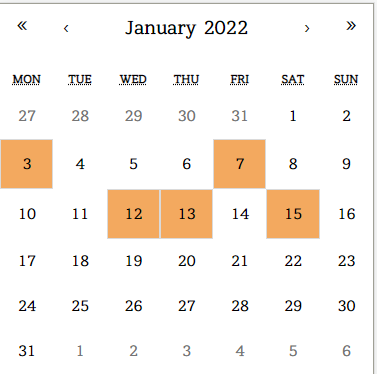 « ‹ January 2022 › »
MON TUE WED THU FRI SAT SUN
27 28 29 30 31 1 2
3 4 5 6 7 8 9
10 11 12 13 14 15 16
17 18 19 20 21 22 23
24 25 26 27 28 29 30
31 1 2 3 4 5 6